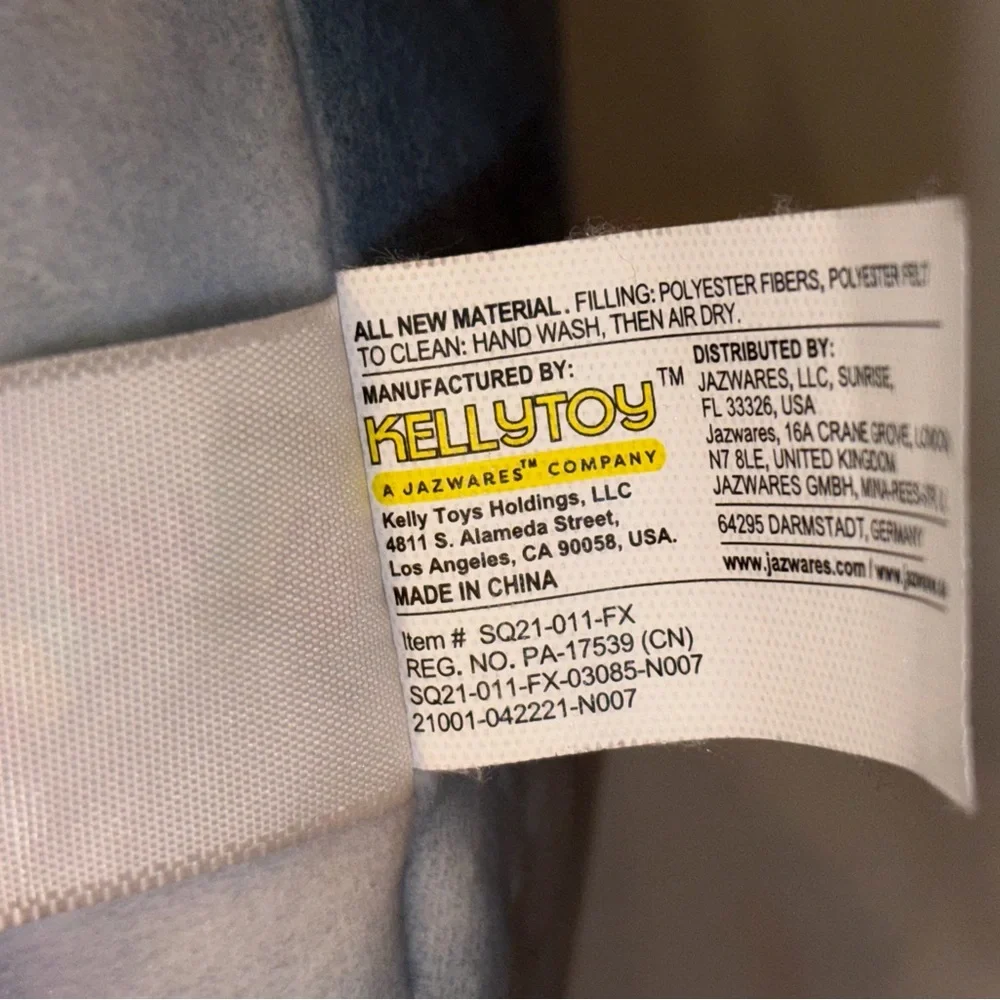 ALL NEW MATERIAL. FILLING: POLYESTER FIBERS, POLYESTER FELT
TO CLEAN: HAND WASH, THEN AIR DRY.
MANUFACTURED BY:
KELLYTOY™
A JAZWARES™ COMPANY
Kelly Toys Holdings, LLC
4811 S. Alameda Street,
Los Angeles, CA 90058, USA.
MADE IN CHINA
DISTRIBUTED BY:
JAZWARES, LLC, SUNRISE,
FL 33326, USA
Jazwares, 16A CRANE GROVE, LONDON
N7 8LE, UNITED KINGDOM
JAZWARES GMBH,
64295 DARMSTADT, GERMANY
www.jazwares.com /
Item # SQ21-011-FX
REG. NO. PA-17539 (CN)
SQ21-011-FX-03085-N007
21001-042221-N007